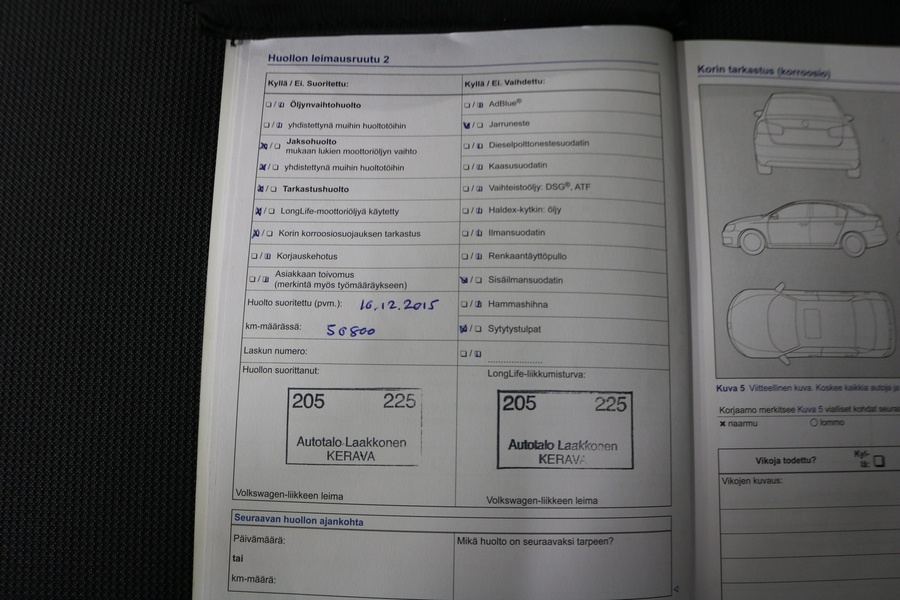 Huollon leimausruutu 2
Kyllä / Ei. Suoritettu:
Öljynvaihtohuolto
yhdistettynä muihin huoltotöihin
Jaksohuolto
mukaan lukien moottoriöljyn vaihto
yhdistettynä muihin huoltotöihin
Tarkastushuolto
LongLife-moottoriöljyä käytetty
Korin korroosiosuojauksen tarkastus
Korjauskehotus
Asiakkaan toivomus
(merkintä myös työmääräykseen)
Huolto suoritettu (pvm.): 16.12.2015
km-määrässä: 56800
Laskun numero:
Huollon suorittanut:
205 225
Autotalo Laakkonen
KERAVA
Volkswagen-liikkeen leima
Kyllä / Ei. Vaihdettu:
AdBlue®
Jarruneste
Dieselpolttonestesuodatin
Kaasusuodatin
Vaihteistoöljy: DSG®, ATF
Haldex-kytkin: öljy
Ilmansuodatin
Renkaantäyttöpullo
Sisäilmansuodatin
Hammashihna
Sytytystulpat
LongLife-liikkumisturva:
205 225
Autotalo Laakkonen
KERAVA
Volkswagen-liikkeen leima
Seuraavan huollon ajankohta
Päivämäärä:
tai
km-määrä:
Mikä huolto on seuraavaksi tarpeen?
Korin tarkastus (korroosio)
Kuva 5 Viitteellinen kuva. Koskee kaikkia autoja ja
Korjaamo merkitsee Kuva 5 vialliset kohdat
x naarmu
lommo
Vikoja todettu?
Kyl-
lä:
Vikojen kuvaus: